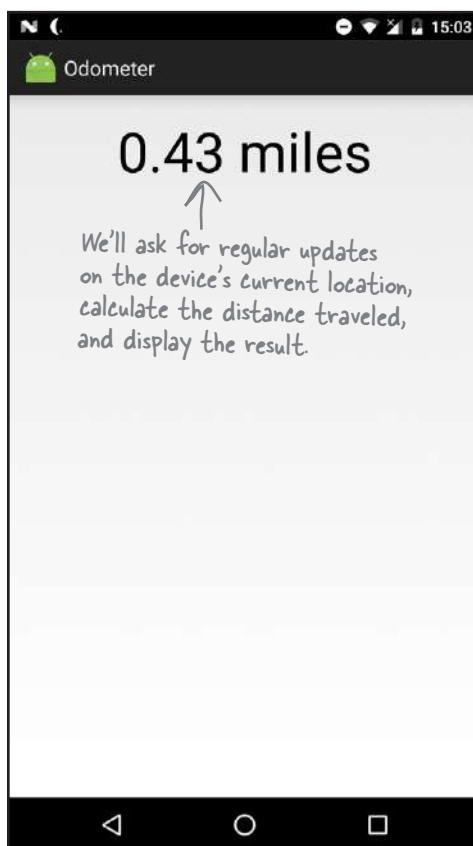 15:03
Odometer
0.43 miles
We'll ask for regular updates
on the device's current location,
calculate the distance traveled,
and display the result.